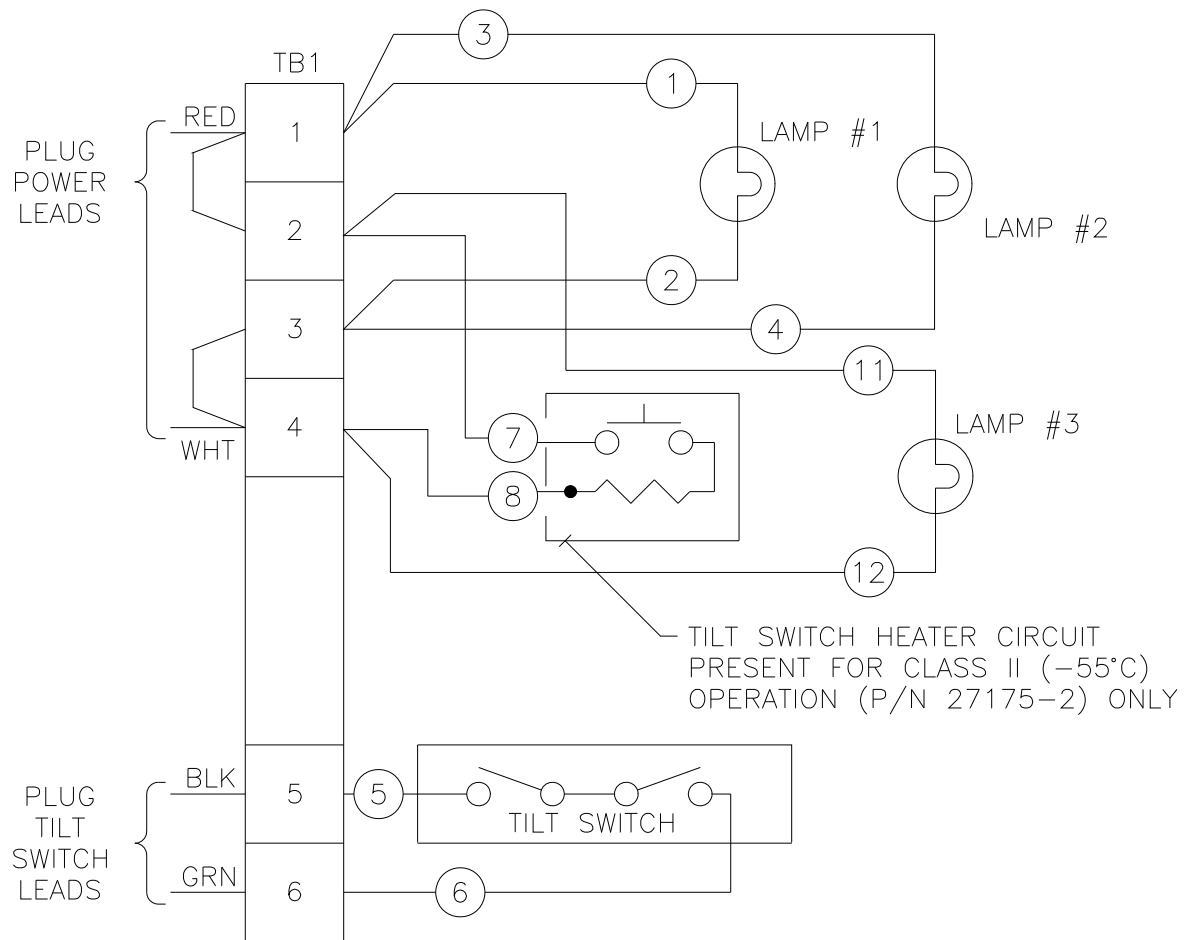 3
TB1
1
RED
1
LAMP #1
PLUG
POWER
LEADS
2
LAMP #2
2
3
4
11
4
WHT
7
LAMP #3
8
12
TILT SWITCH HEATER CIRCUIT
PRESENT FOR CLASS II (-55°C)
OPERATION (P/N 27175-2) ONLY
BLK
5
5
PLUG
TILT
SWITCH
LEADS
TILT SWITCH
GRN
6
6